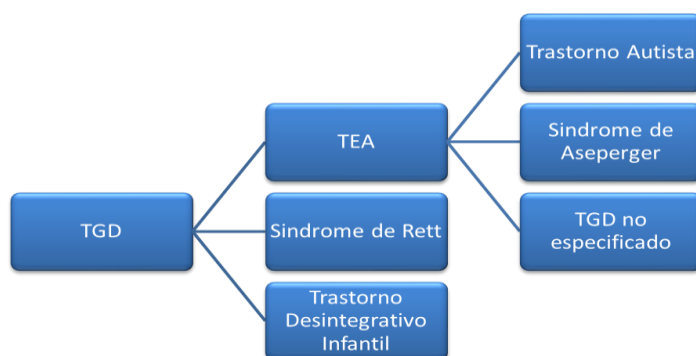 TGD
TEA
Sindrome de Rett
Trastorno
Desintegrativo
Infantil
Trastorno Autista
Sindrome de
Aseperger
TGD no
especificado